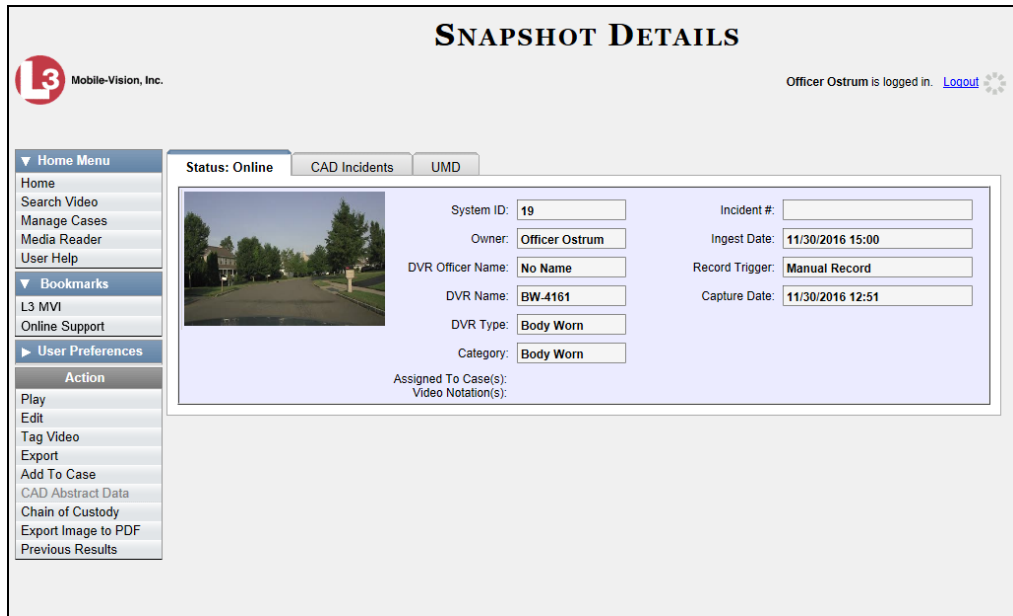 SNAPSHOT DETAILS
L3 Mobile-Vision, Inc.
Officer Ostrum is logged in. Logout
▼ Home Menu
Home
Search Video
Manage Cases
Media Reader
User Help
▼ Bookmarks
L3 MVI
Online Support
▶ User Preferences
Action
Play
Edit
Tag Video
Export
Add To Case
CAD Abstract Data
Chain of Custody
Export Image to PDF
Previous Results
Status: Online CAD Incidents UMD
System ID: 19
Owner: Officer Ostrum
DVR Officer Name: No Name
DVR Name: BW-4161
DVR Type: Body Worn
Category: Body Worn
Assigned To Case(s):
Video Notation(s):
Incident #:
Ingest Date: 11/30/2016 15:00
Record Trigger: Manual Record
Capture Date: 11/30/2016 12:51